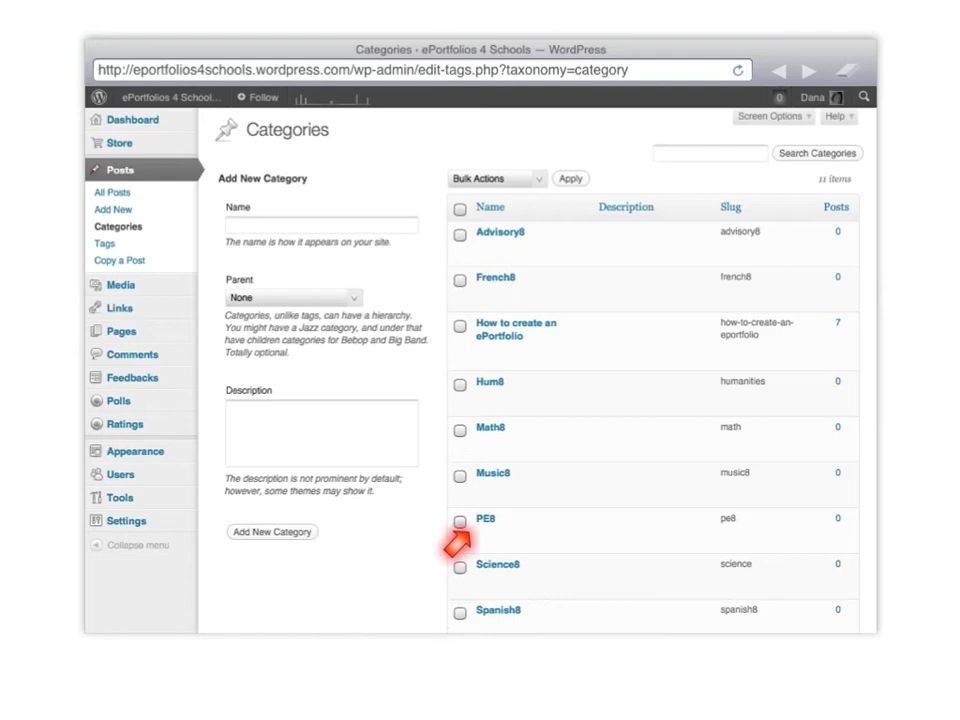 Categories ‹ ePortfolios 4 Schools — WordPress
http://eportfolios4schools.wordpress.com/wp-admin/edit-tags.php?taxonomy=category
ePortfolios 4 School...
Follow
0
Dana
Dashboard
Store
Posts
All Posts
Add New
Categories
Tags
Copy a Post
Media
Links
Pages
Comments
Feedbacks
Polls
Ratings
Appearance
Users
Tools
Settings
Collapse menu
Categories
Screen Options
Help
Search Categories
Add New Category
Name
The name is how it appears on your site.
Parent
None
Categories, unlike tags, can have a hierarchy.
You might have a Jazz category, and under that
have children categories for Bebop and Big Band.
Totally optional.
Description
The description is not prominent by default;
however, some themes may show it.
Add New Category
Bulk Actions
Apply
11 items
Name Description Slug Posts
Advisory8 advisory8 0
French8 french8 0
How to create an how-to-create-an- 7
ePortfolio eportfolio
Hum8 humanities 0
Math8 math 0
Music8 music8 0
PE8 pe8 0
Science8 science 0
Spanish8 spanish8 0